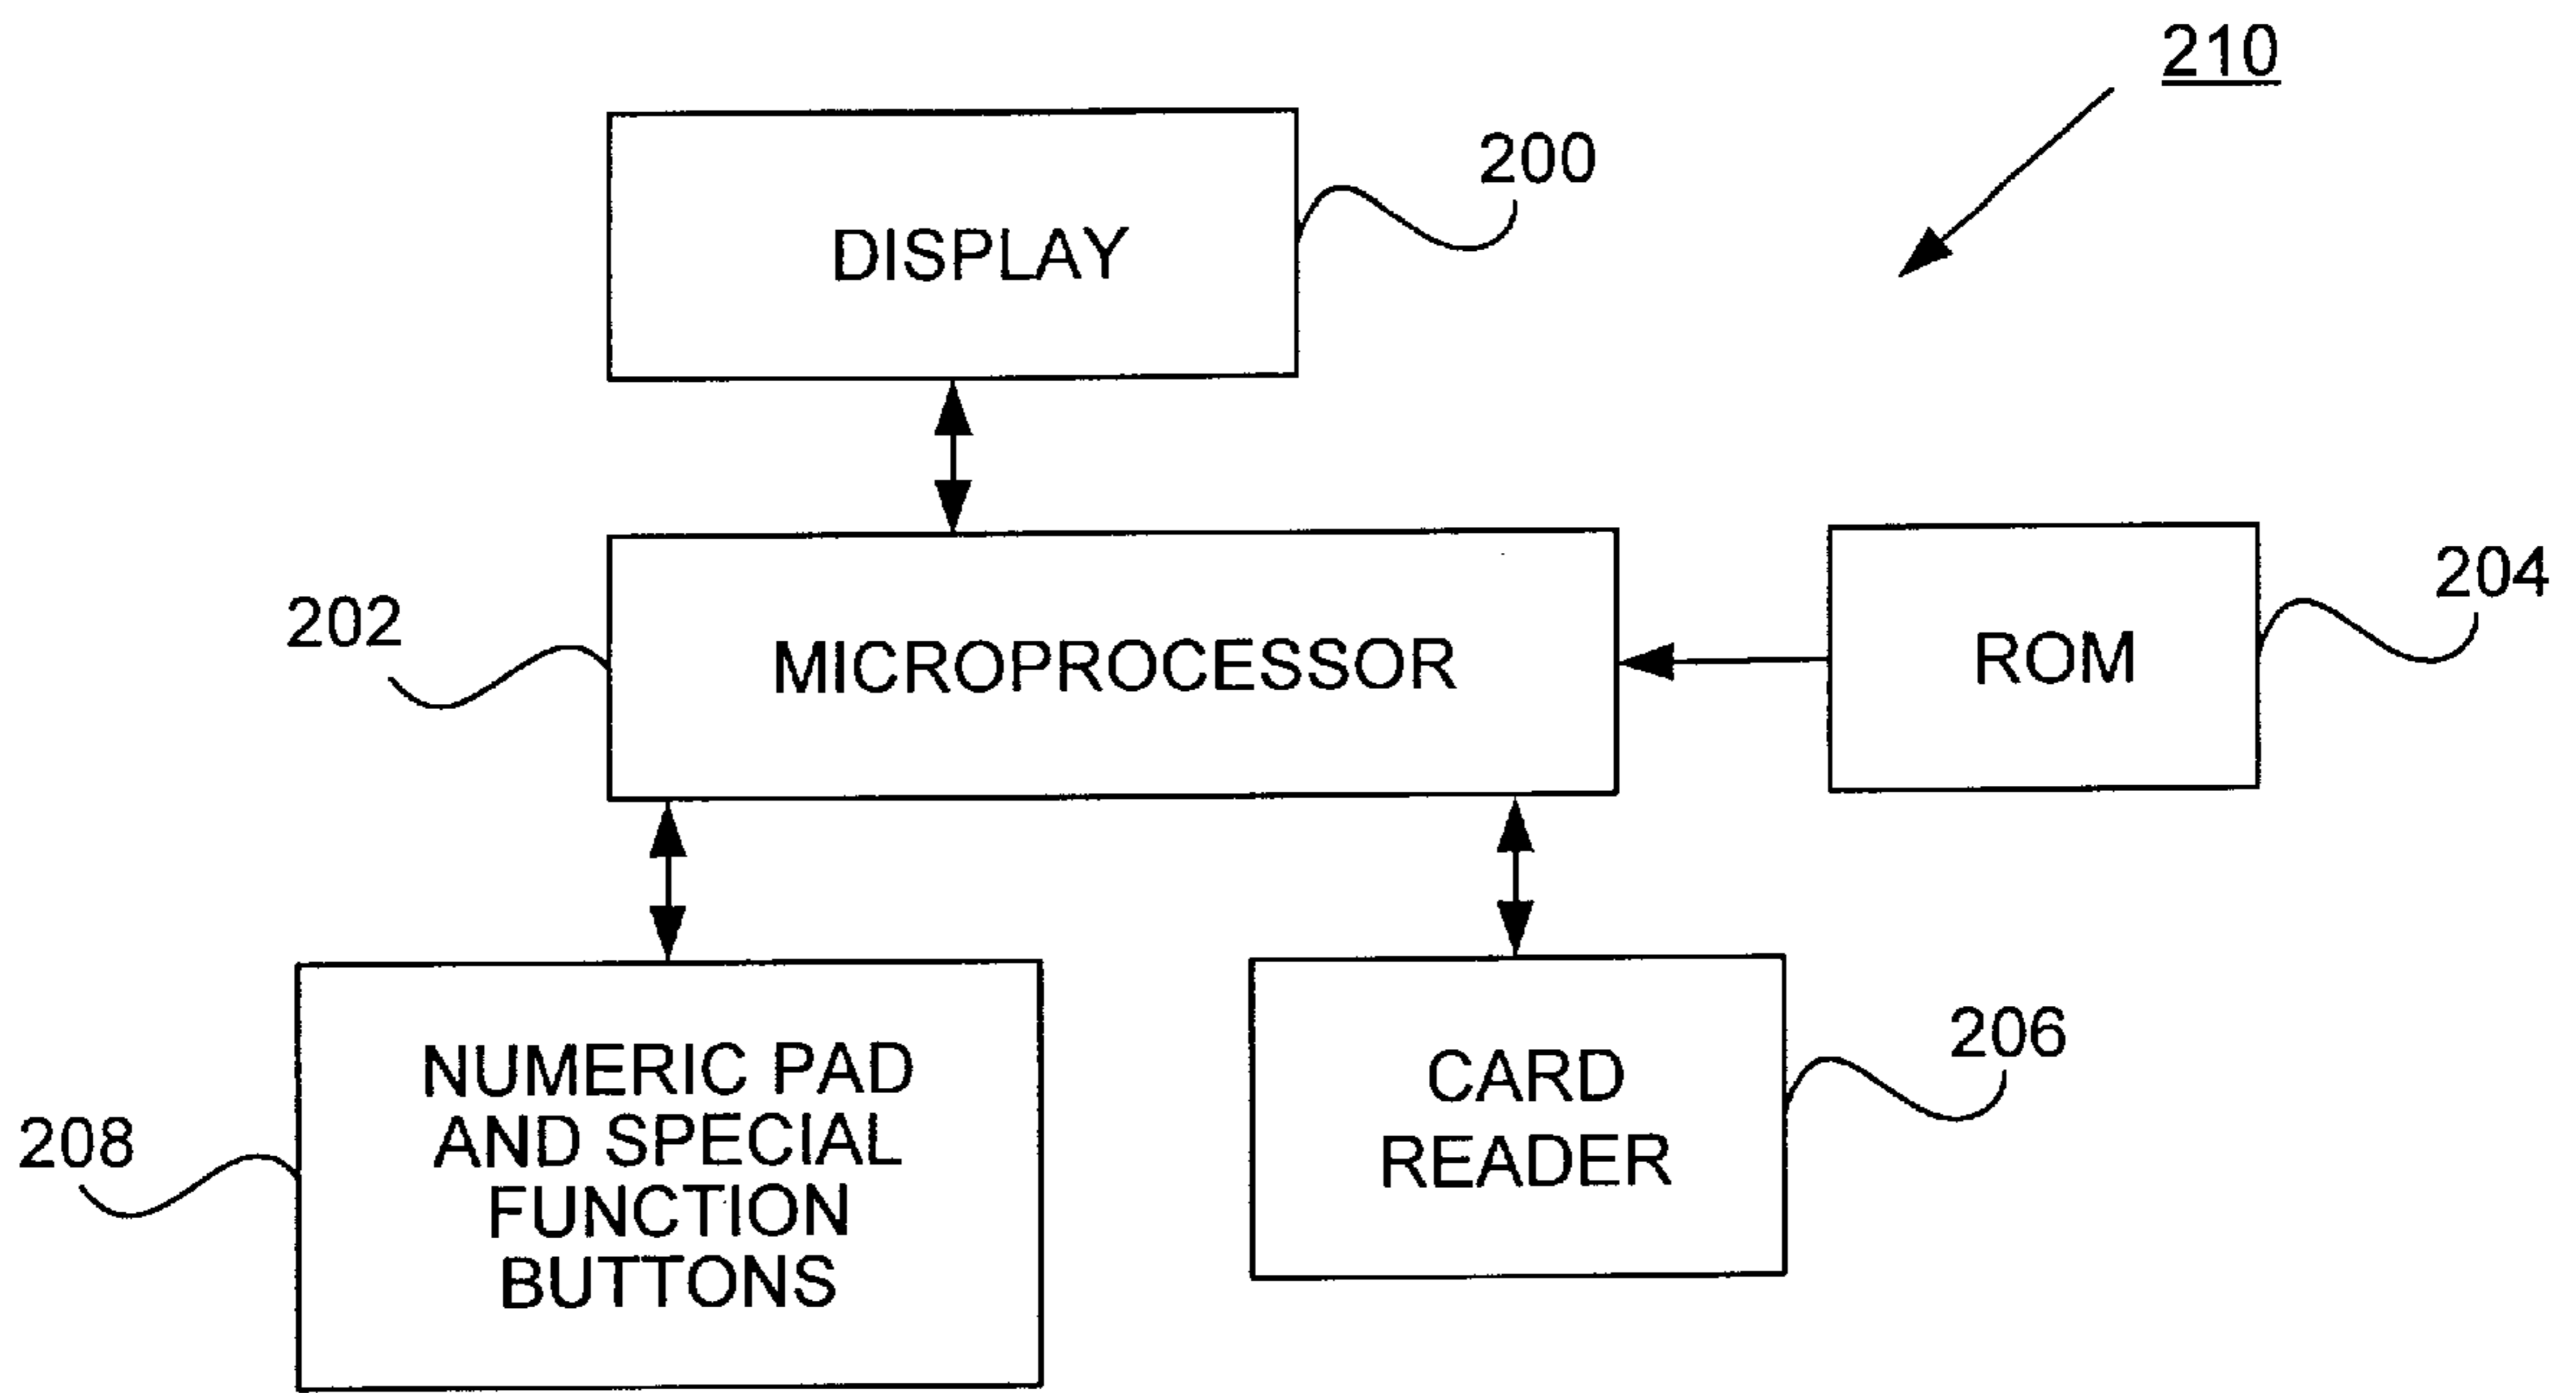 210
200
DISPLAY
202
MICROPROCESSOR
ROM
204
208
NUMERIC PAD
AND SPECIAL
FUNCTION
BUTTONS
CARD
READER
206